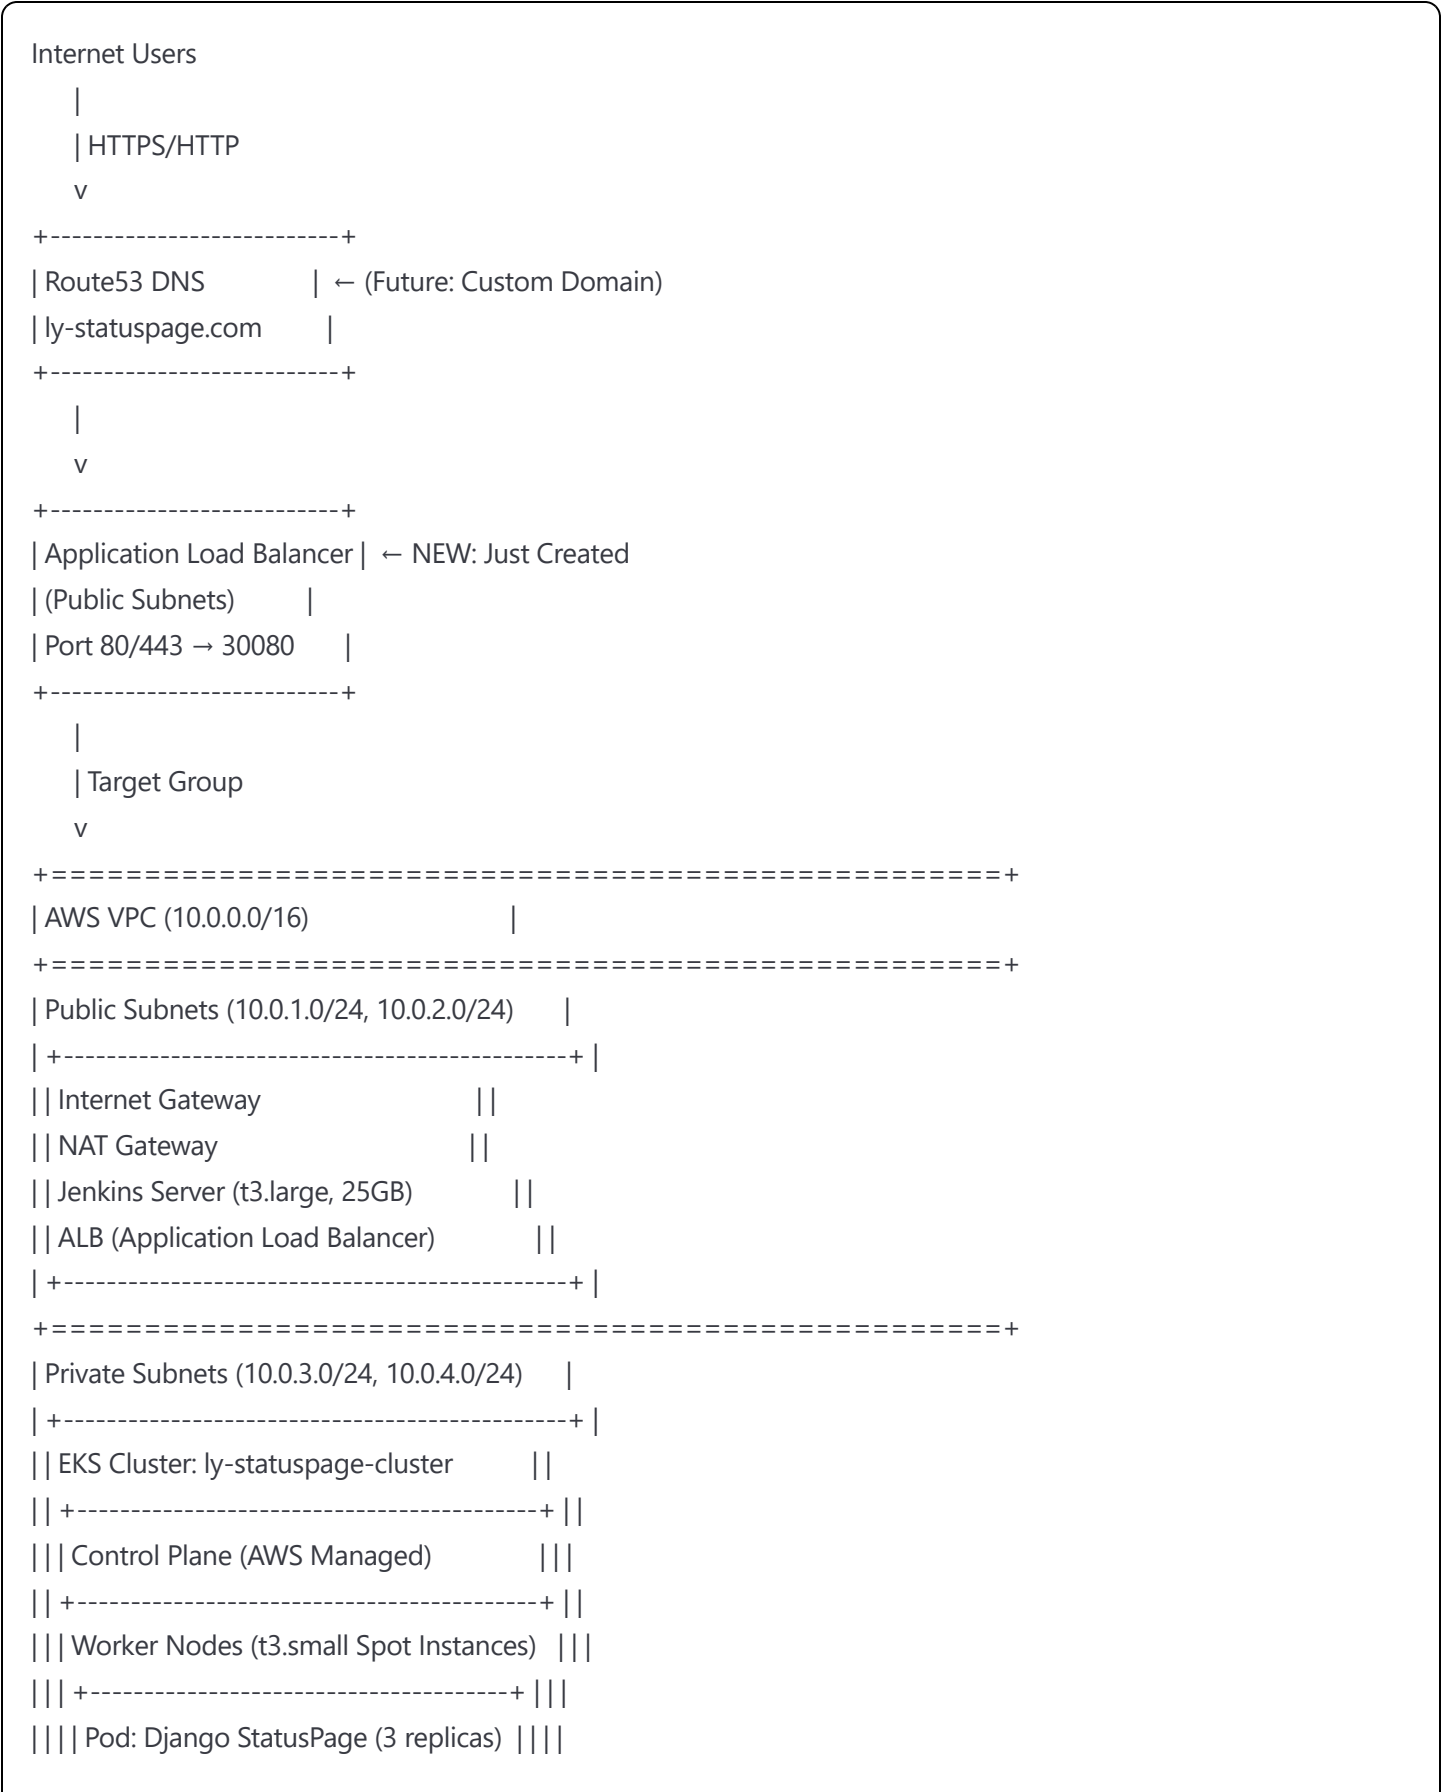 Internet Users
|
| HTTPS/HTTP
v
+---------------------------+
| Route53 DNS | ← (Future: Custom Domain)
| ly-statuspage.com |
+---------------------------+
|
v
+---------------------------+
| Application Load Balancer | ← NEW: Just Created
| (Public Subnets) |
| Port 80/443 → 30080 |
+---------------------------+
|
| Target Group
v
+===================================================+
| AWS VPC (10.0.0.0/16) |
+===================================================+
| Public Subnets (10.0.1.0/24, 10.0.2.0/24) |
| +-------------------------------------------------+ |
| | Internet Gateway | |
| | NAT Gateway | |
| | Jenkins Server (t3.large, 25GB) | |
| | ALB (Application Load Balancer) | |
| +-------------------------------------------------+ |
+===================================================+
| Private Subnets (10.0.3.0/24, 10.0.4.0/24) |
| +-------------------------------------------------+ |
| | EKS Cluster: ly-statuspage-cluster | |
| | +-------------------------------------------+ | |
| | | Control Plane (AWS Managed) | | |
| | +-------------------------------------------+ | |
| | | Worker Nodes (t3.small Spot Instances) | | |
| | | +---------------------------------------+ | | |
| | | | Pod: Django StatusPage (3 replicas) | | | |